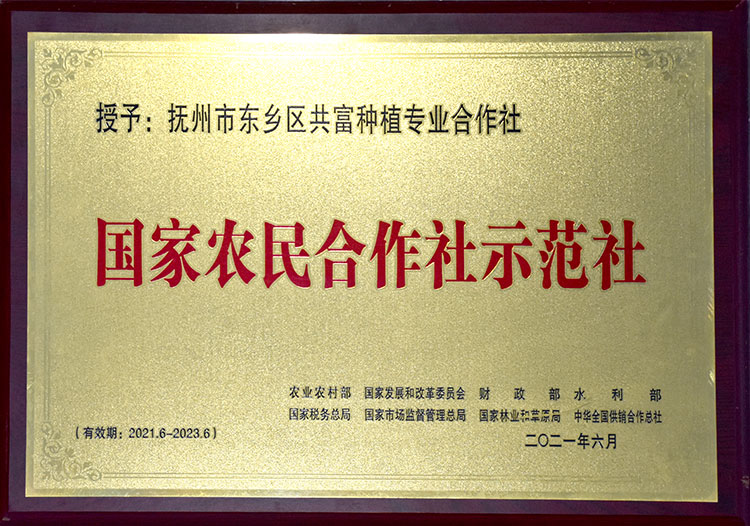 授予：抚州市东乡区共富种植专业合作社
国家农民合作社示范社
农业农村部 国家发展和改革委员会 财政部 水利部
国家税务总局 国家市场监督管理总局 国家林业和草原局 中华全国供销合作总社
（有效期：2021.6-2023.6） 二〇二一年六月